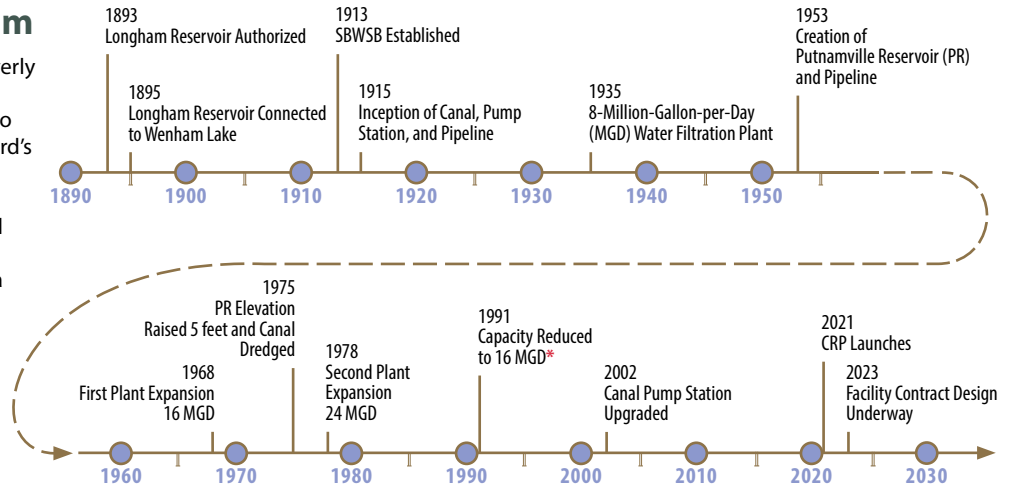 m
erly
o
rd's
1893
Longham Reservoir Authorized
1895
Longham Reservoir Connected
to Wenham Lake
1913
SBWSB Established
1915
Inception of Canal, Pump
Station, and Pipeline
1935
8-Million-Gallon-per-Day
(MGD) Water Filtration Plant
1953
Creation of
Putnamville Reservoir (PR)
and Pipeline
1890 1900 1910 1920 1930 1940 1950
1968
First Plant Expansion
16 MGD
1975
PR Elevation
Raised 5 feet and Canal
Dredged
1978
Second Plant
Expansion
24 MGD
1991
Capacity Reduced
to 16 MGD*
2002
Canal Pump Station
Upgraded
2021
CRP Launches
2023
Facility Contract Design
Underway
1960 1970 1980 1990 2000 2010 2020 2030